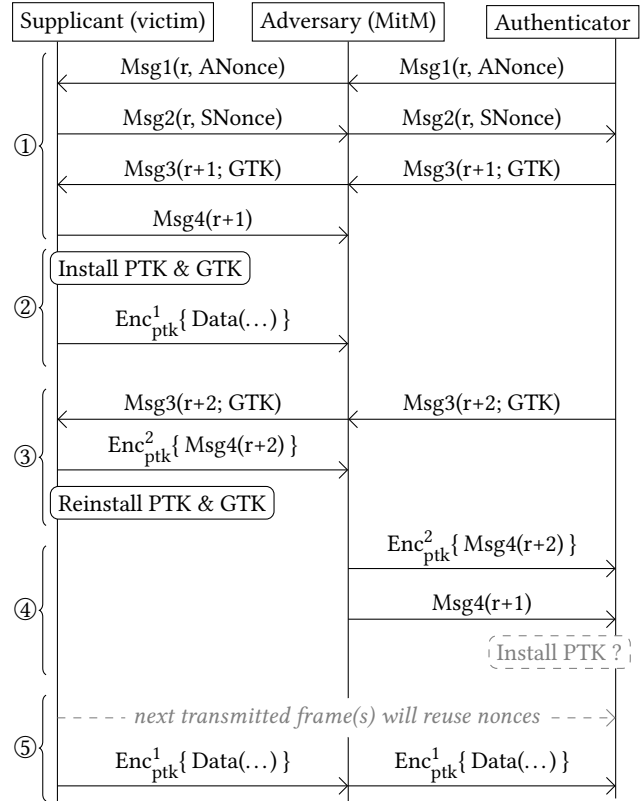 Supplicant (victim) Adversary (MitM) Authenticator
Msg1(r, ANonce) Msg1(r, ANonce)
① Msg2(r, SNonce) Msg2(r, SNonce)
Msg3(r+1; GTK) Msg3(r+1; GTK)
Msg4(r+1)
Install PTK & GTK
② Enc¹ptk{ Data(…) }
Msg3(r+2; GTK) Msg3(r+2; GTK)
③ Enc²ptk{ Msg4(r+2) }
Reinstall PTK & GTK
Enc²ptk{ Msg4(r+2) }
④ Msg4(r+1)
Install PTK ?
next transmitted frame(s) will reuse nonces
⑤ Enc¹ptk{ Data(…) } Enc¹ptk{ Data(…) }